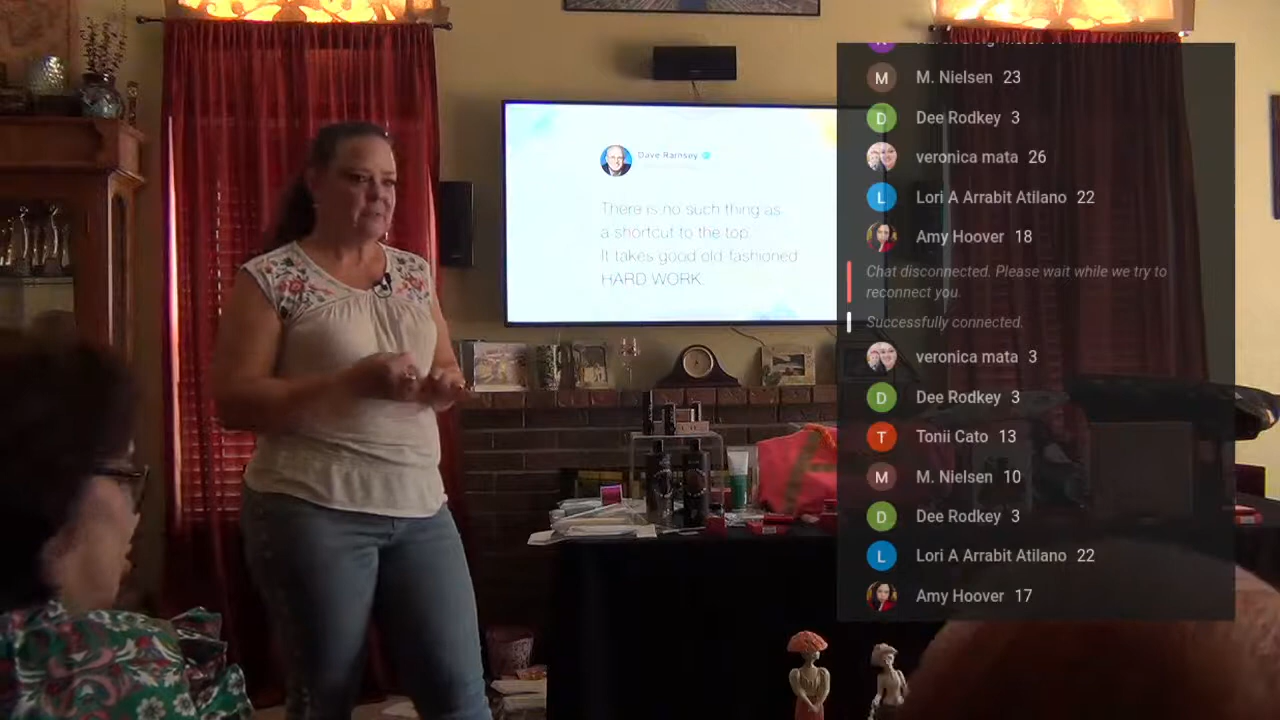 Dave Ramsey
There is no such thing as
a shortcut to the top.
It takes good old-fashioned
HARD WORK.
M. Nielsen 23
D Dee Rodkey 3
veronica mata 26
L Lori A Arrabit Atilano 22
Amy Hoover 18
Chat disconnected. Please wait while we try to
reconnect you.
Successfully connected.
veronica mata 3
D Dee Rodkey 3
T Tonii Cato 13
M M. Nielsen 10
D Dee Rodkey 3
L Lori A Arrabit Atilano 22
Amy Hoover 17